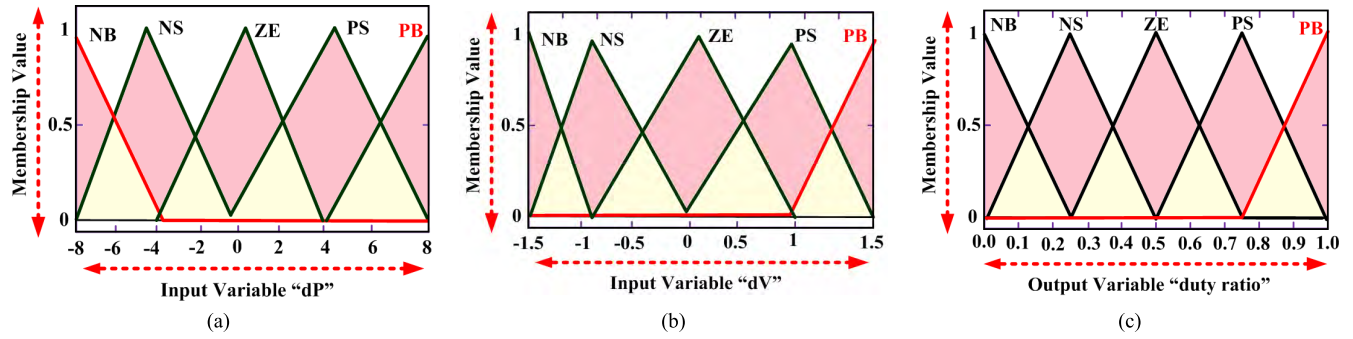 Membership Value
1
0.5
0
NB
NS
ZE
PS
PB
-8
-6
-4
-2
0
2
4
6
8
Input Variable “dP”
(a)
Membership Value
1
0.5
0
NB
NS
ZE
PS
PB
-1.5
-1
-0.5
0
0.5
1
1.5
Input Variable “dV”
(b)
Membership Value
1
0.5
0
NB
NS
ZE
PS
PB
0.0
0.1
0.2
0.3
0.4
0.5
0.6
0.7
0.8
0.9
1.0
Output Variable “duty ratio”
(c)